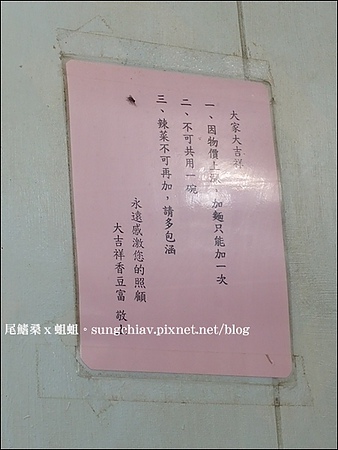 大家大吉祥
一、因物價上漲，加麵只能加一次
二、不可共用一碗
三、辣菜不可再加，請多包涵
永遠感激您的照顧
大吉祥香豆富 敬上
尾鰭桑 x 蛆蛆。sungchiav.pixnet.net/blog